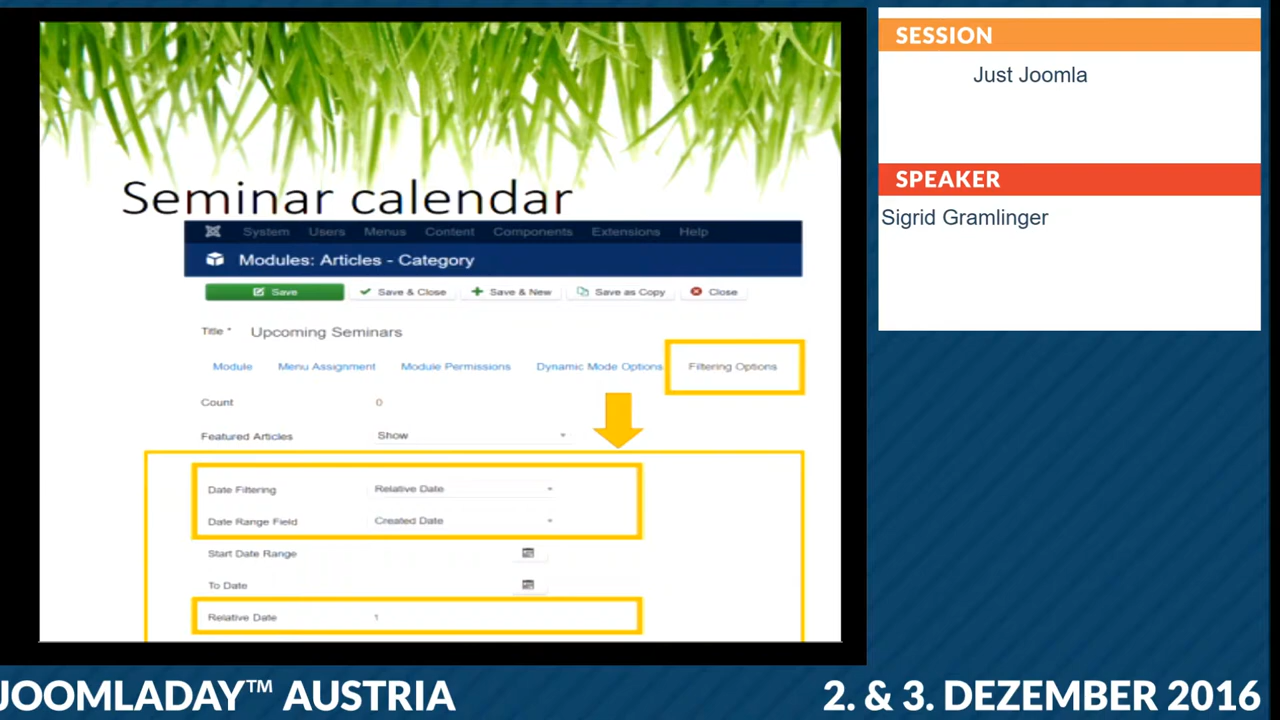 Seminar calendar
System Users Menus Content Components Extensions Help
Modules: Articles - Category
Save Save & Close Save & New Save as Copy Close
Title * Upcoming Seminars
Module Menu Assignment Module Permissions Dynamic Mode Options Filtering Options
Count 0
Featured Articles Show
Date Filtering Relative Date
Date Range Field Created Date
Start Date Range
To Date
Relative Date 1
SESSION
Just Joomla
SPEAKER
Sigrid Gramlinger
JOOMLADAY™ AUSTRIA
2. & 3. DEZEMBER 2016